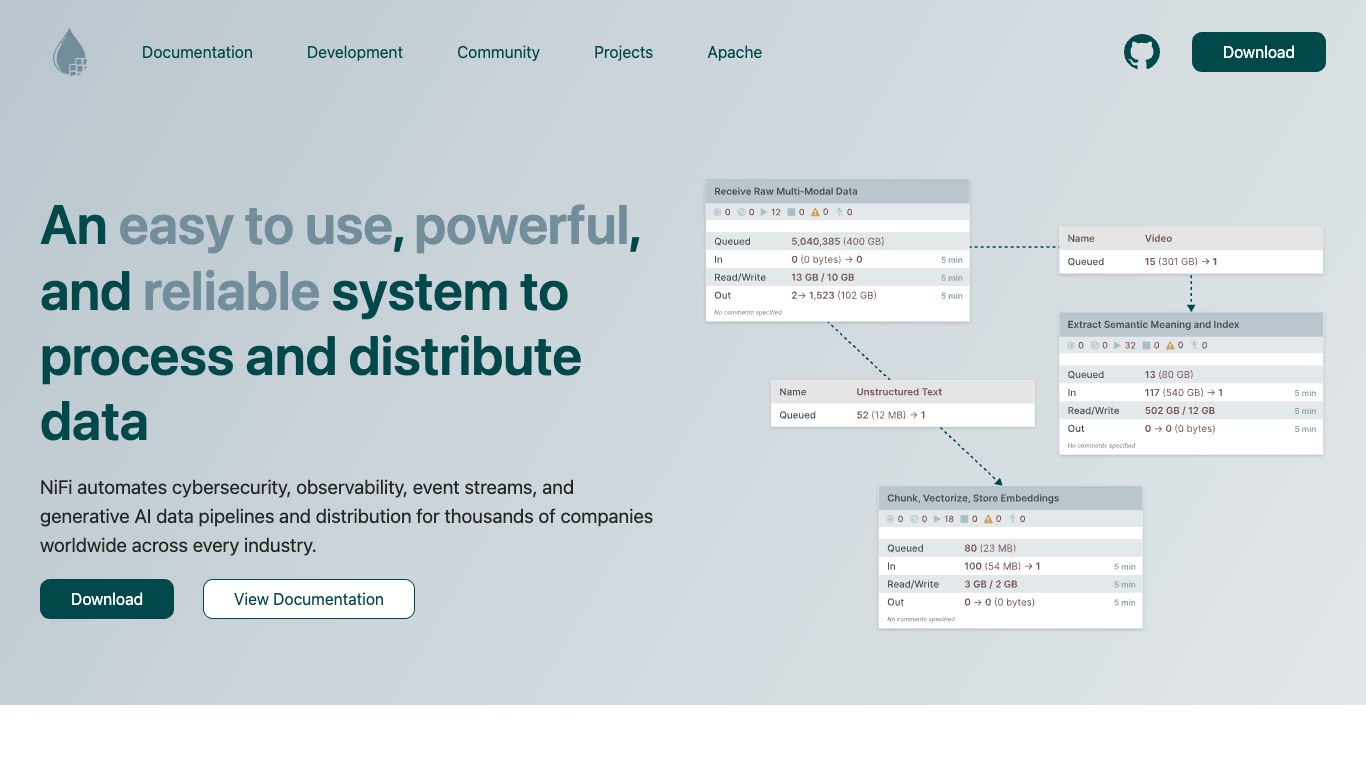 Documentation Development Community Projects Apache Download
An easy to use, powerful,
and reliable system to
process and distribute
data
NiFi automates cybersecurity, observability, event streams, and
generative AI data pipelines and distribution for thousands of companies
worldwide across every industry.
Download View Documentation
Receive Raw Multi-Modal Data
0 0 12 0 0 0
Queued 5,040,385 (400 GB)
In 0 (0 bytes) → 0 5 min
Read/Write 13 GB / 10 GB 5 min
Out 2→ 1,523 (102 GB) 5 min
No comments specified
Name Video
Queued 15 (301 GB) → 1
Extract Semantic Meaning and Index
0 0 32 0 0 0
Queued 13 (80 GB)
In 117 (540 GB) → 1 5 min
Read/Write 502 GB / 12 GB 5 min
Out 0 → 0 (0 bytes) 5 min
No comments specified
Name Unstructured Text
Queued 52 (12 MB) → 1
Chunk, Vectorize, Store Embeddings
0 0 18 0 0 0
Queued 80 (23 MB)
In 100 (54 MB) → 1 5 min
Read/Write 3 GB / 2 GB 5 min
Out 0 → 0 (0 bytes) 5 min
No comments specified